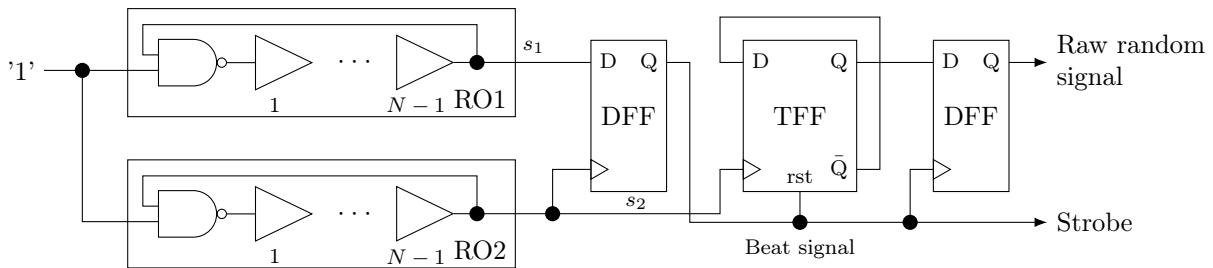 '1'
1
· · ·
N − 1
RO1
s₁
D Q
DFF
D Q
TFF
Q̄
rst
D Q
DFF
Raw random
signal
1
· · ·
N − 1
RO2
s₂
Beat signal
Strobe